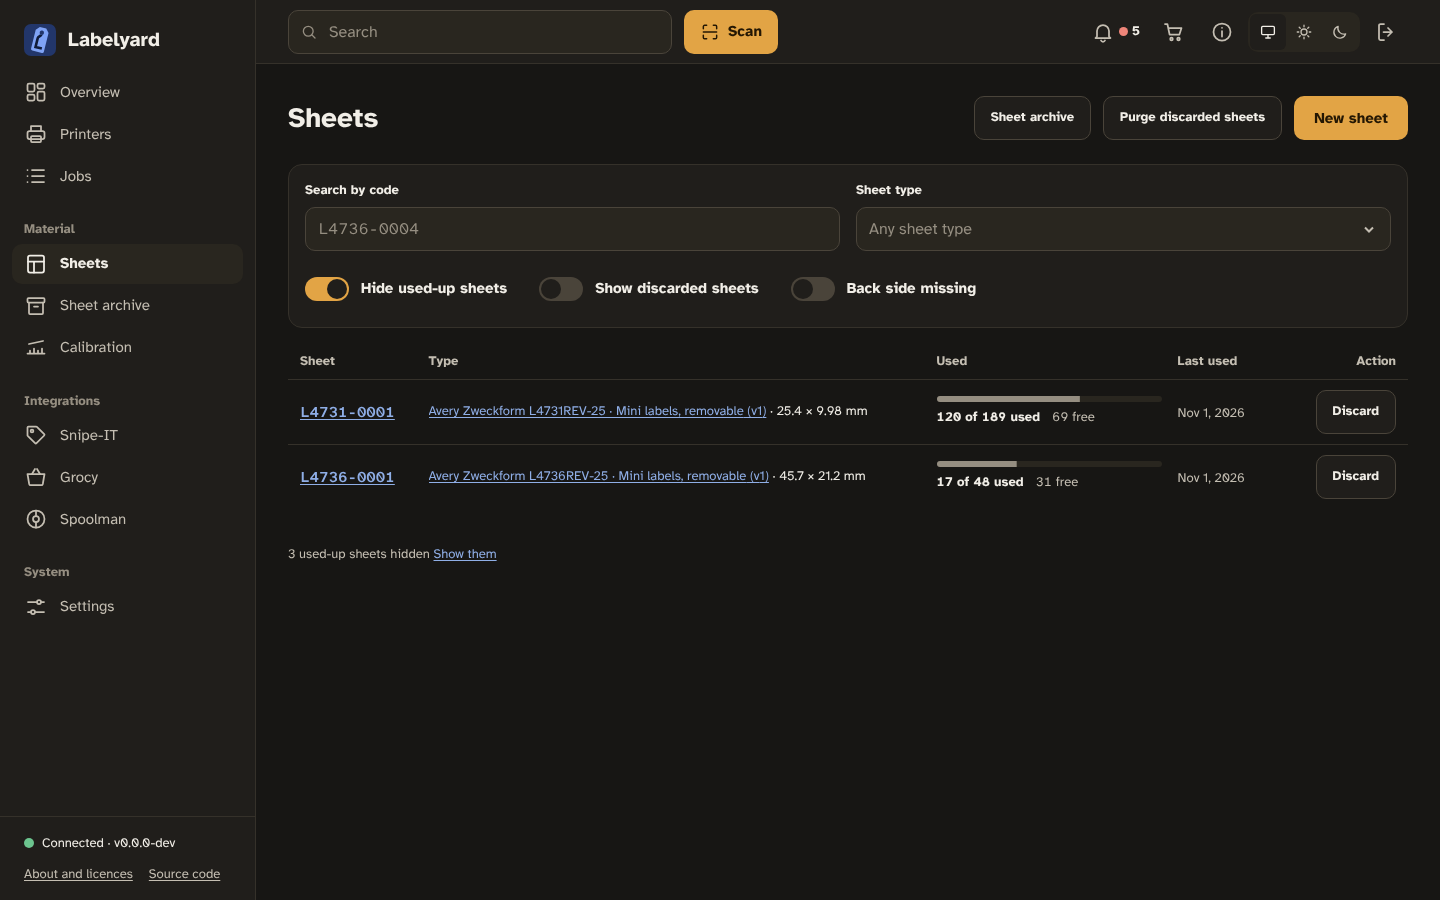 Labelyard
Search
Scan
5
Overview
Printers
Jobs
Material
Sheets
Sheet archive
Calibration
Integrations
Snipe-IT
Grocy
Spoolman
System
Settings
Connected · v0.0.0-dev
About and licences
Source code
Sheets
Sheet archive
Purge discarded sheets
New sheet
Search by code
Sheet type
L4736-0004
Any sheet type
Hide used-up sheets
Show discarded sheets
Back side missing
Sheet Type Used Last used Action
L4731-0001 Avery Zweckform L4731REV-25 · Mini labels, removable (v1) · 25.4 × 9.98 mm 120 of 189 used 69 free Nov 1, 2026 Discard
L4736-0001 Avery Zweckform L4736REV-25 · Mini labels, removable (v1) · 45.7 × 21.2 mm 17 of 48 used 31 free Nov 1, 2026 Discard
3 used-up sheets hidden Show them